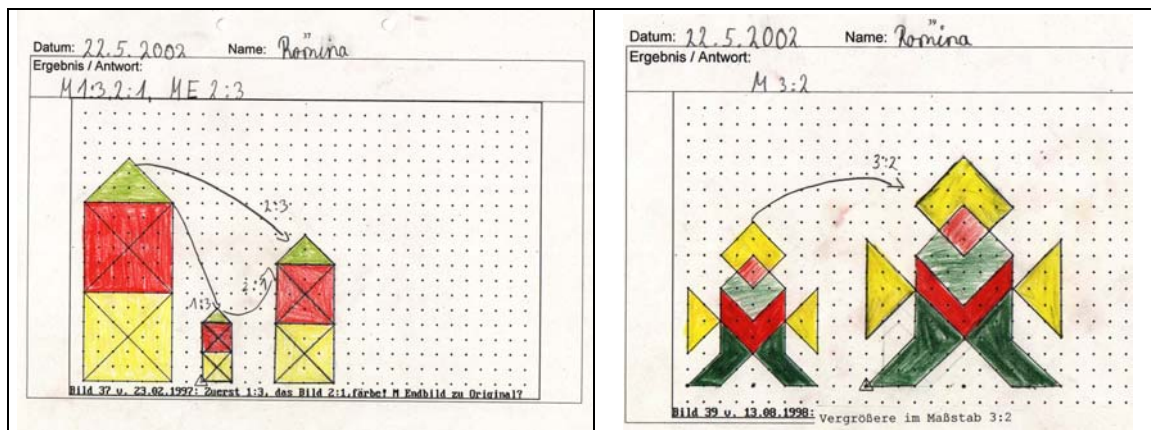 37
Datum: 22.5.2002 Name: Romina
Ergebnis / Antwort:
M 1:3, 2:1, ME 2:3
2:3
1:3
2:1
Bild 37 v. 23.02.1997: Zuerst 1:3, das Bild 2:1,färbe! M Endbild zu Original?
39
Datum: 22.5.2002 Name: Romina
Ergebnis / Antwort:
M 3:2
3:2
Bild 39 v. 13.08.1998: Vergrößere im Maßstab 3:2